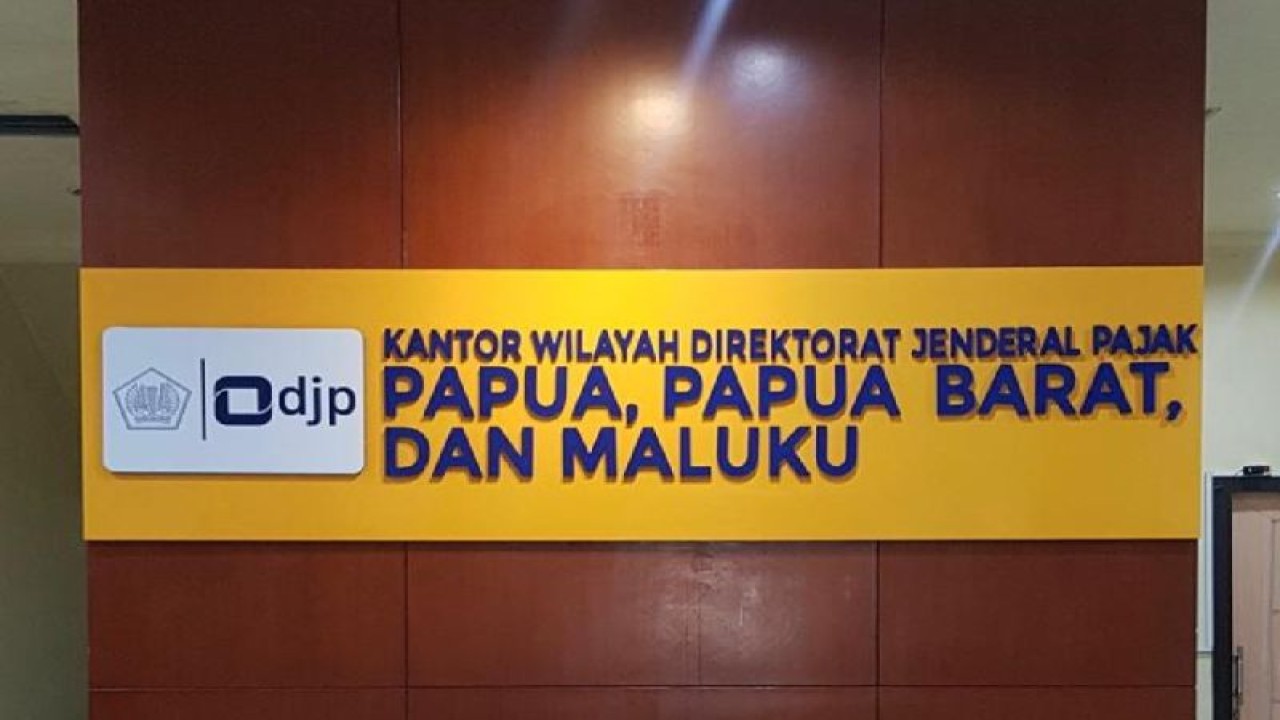 djp
KANTOR WILAYAH DIREKTORAT JENDERAL PAJAK
PAPUA, PAPUA BARAT,
DAN MALUKU